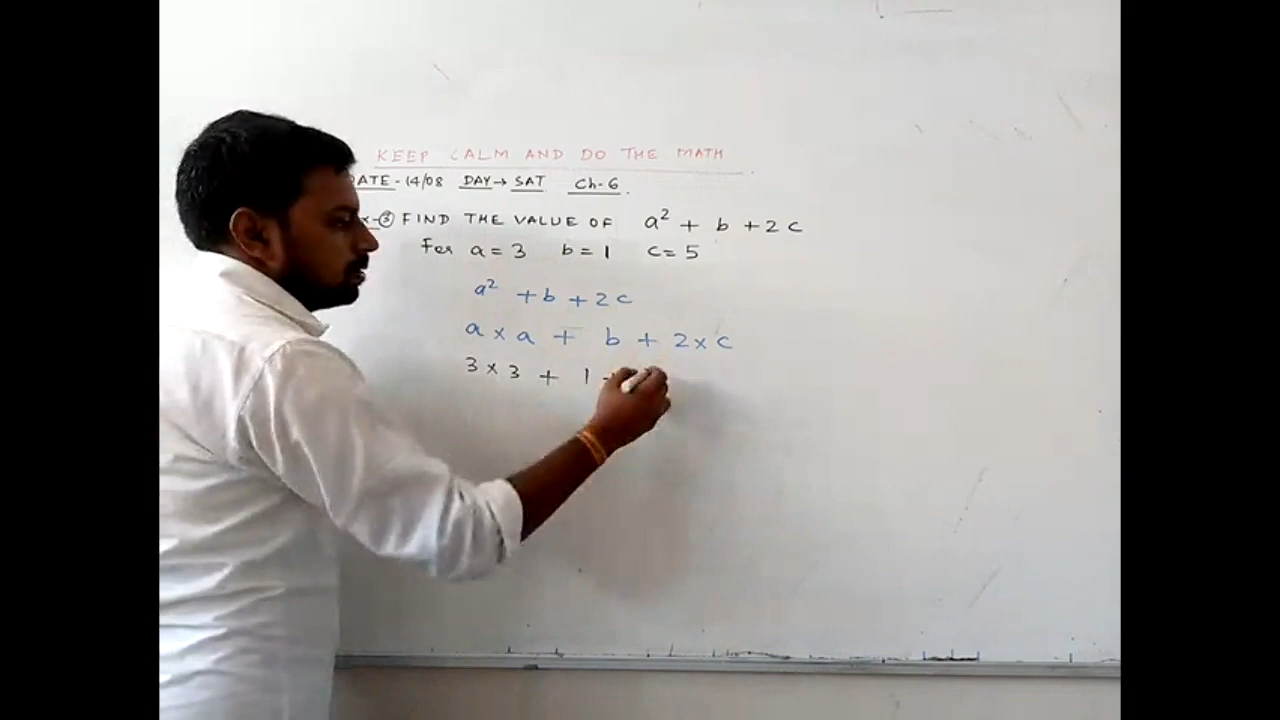 KEEP CALM AND DO THE MATH
DATE - 14/08 DAY → SAT Ch-6
③ FIND THE VALUE OF a² + b + 2c
For a = 3 b = 1 c = 5
a² + b + 2c
a × a + b + 2 × c
3 × 3 + 1